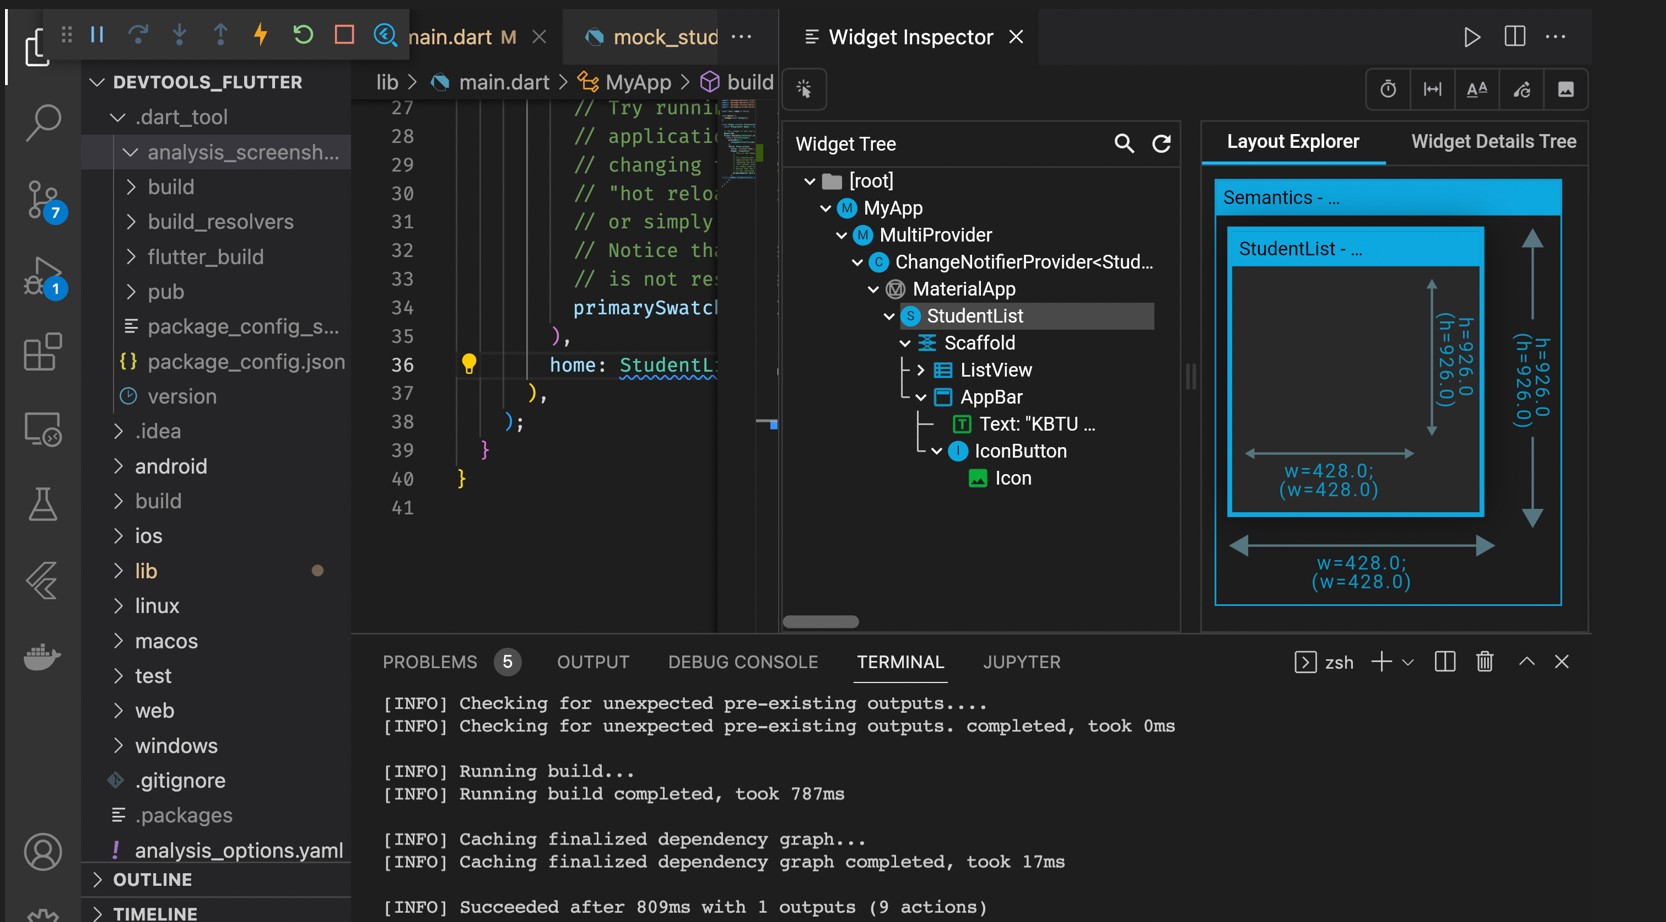 main.dart M
mock_stud
Widget Inspector
DEVTOOLS_FLUTTER
.dart_tool
analysis_screensh...
build
build_resolvers
flutter_build
pub
package_config_s...
{} package_config.json
version
.idea
android
build
ios
lib
linux
macos
test
web
windows
.gitignore
.packages
! analysis_options.yaml
OUTLINE
TIMELINE
7
1
lib > main.dart > MyApp > build
27 // Try runni
28 // applicati
29 // changing
30 // "hot relo
31 // or simply
32 // Notice tha
33 // is not res
34 primarySwatc
35 ),
36 home: StudentL
37 ),
38 );
39 }
40 }
41
AA
Widget Tree
[root]
M MyApp
M MultiProvider
C ChangeNotifierProvider<Stud...
MaterialApp
S StudentList
Scaffold
ListView
AppBar
T Text: "KBTU ...
I IconButton
Icon
Layout Explorer
Widget Details Tree
Semantics - ...
StudentList - ...
h=926.0
(h=926.0)
w=428.0;
(w=428.0)
h=926.0
(h=926.0)
w=428.0;
(w=428.0)
PROBLEMS 5 OUTPUT DEBUG CONSOLE TERMINAL JUPYTER
zsh
[INFO] Checking for unexpected pre-existing outputs....
[INFO] Checking for unexpected pre-existing outputs. completed, took 0ms
[INFO] Running build...
[INFO] Running build completed, took 787ms
[INFO] Caching finalized dependency graph...
[INFO] Caching finalized dependency graph completed, took 17ms
[INFO] Succeeded after 809ms with 1 outputs (9 actions)